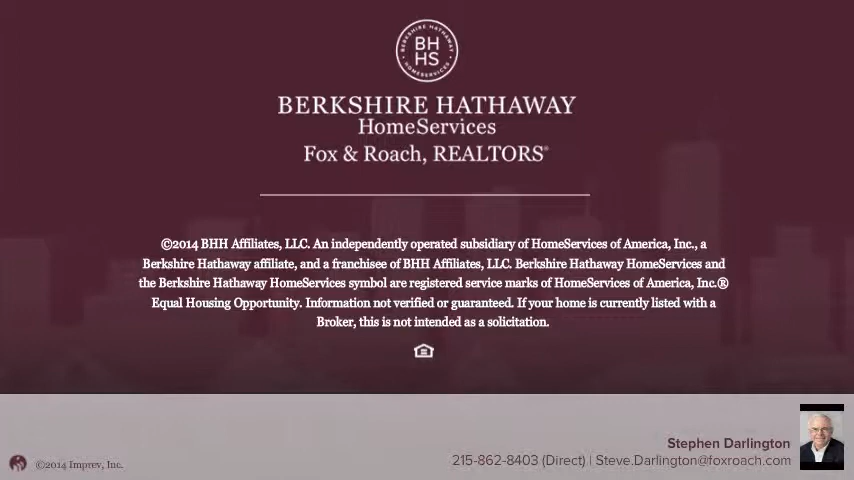 BERKSHIRE HATHAWAY
HOMESERVICES
BH
HS
BERKSHIRE HATHAWAY
HomeServices
Fox & Roach, REALTORS®
©2014 BHH Affiliates, LLC. An independently operated subsidiary of HomeServices of America, Inc., a
Berkshire Hathaway affiliate, and a franchisee of BHH Affiliates, LLC. Berkshire Hathaway HomeServices and
the Berkshire Hathaway HomeServices symbol are registered service marks of HomeServices of America, Inc.®
Equal Housing Opportunity. Information not verified or guaranteed. If your home is currently listed with a
Broker, this is not intended as a solicitation.
Stephen Darlington
215-862-8403 (Direct) | Steve.Darlington@foxroach.com
©2014 Imprev, Inc.